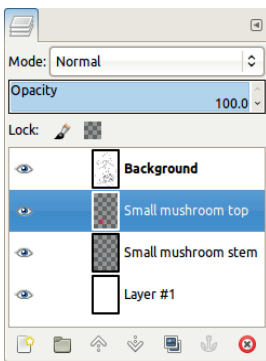 Mode: Normal
Opacity
100.0
Lock:
Background
Small mushroom top
Small mushroom stem
Layer #1